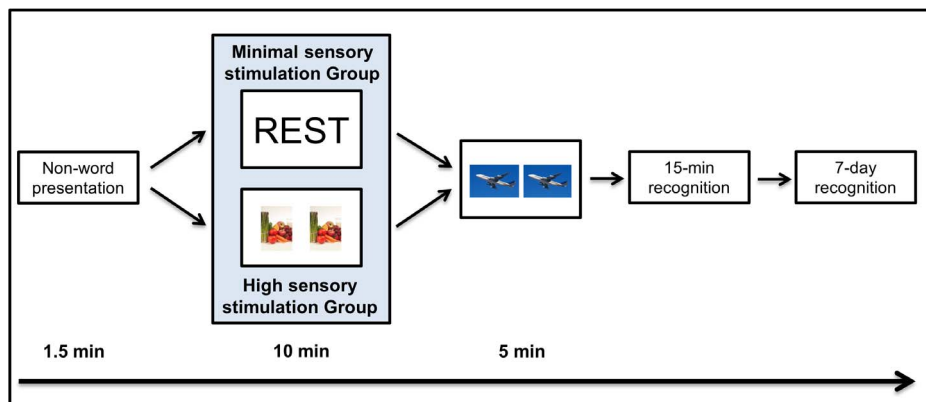 Minimal sensory
stimulation Group
REST
Non-word
presentation
15-min
recognition
7-day
recognition
High sensory
stimulation Group
1.5 min
10 min
5 min